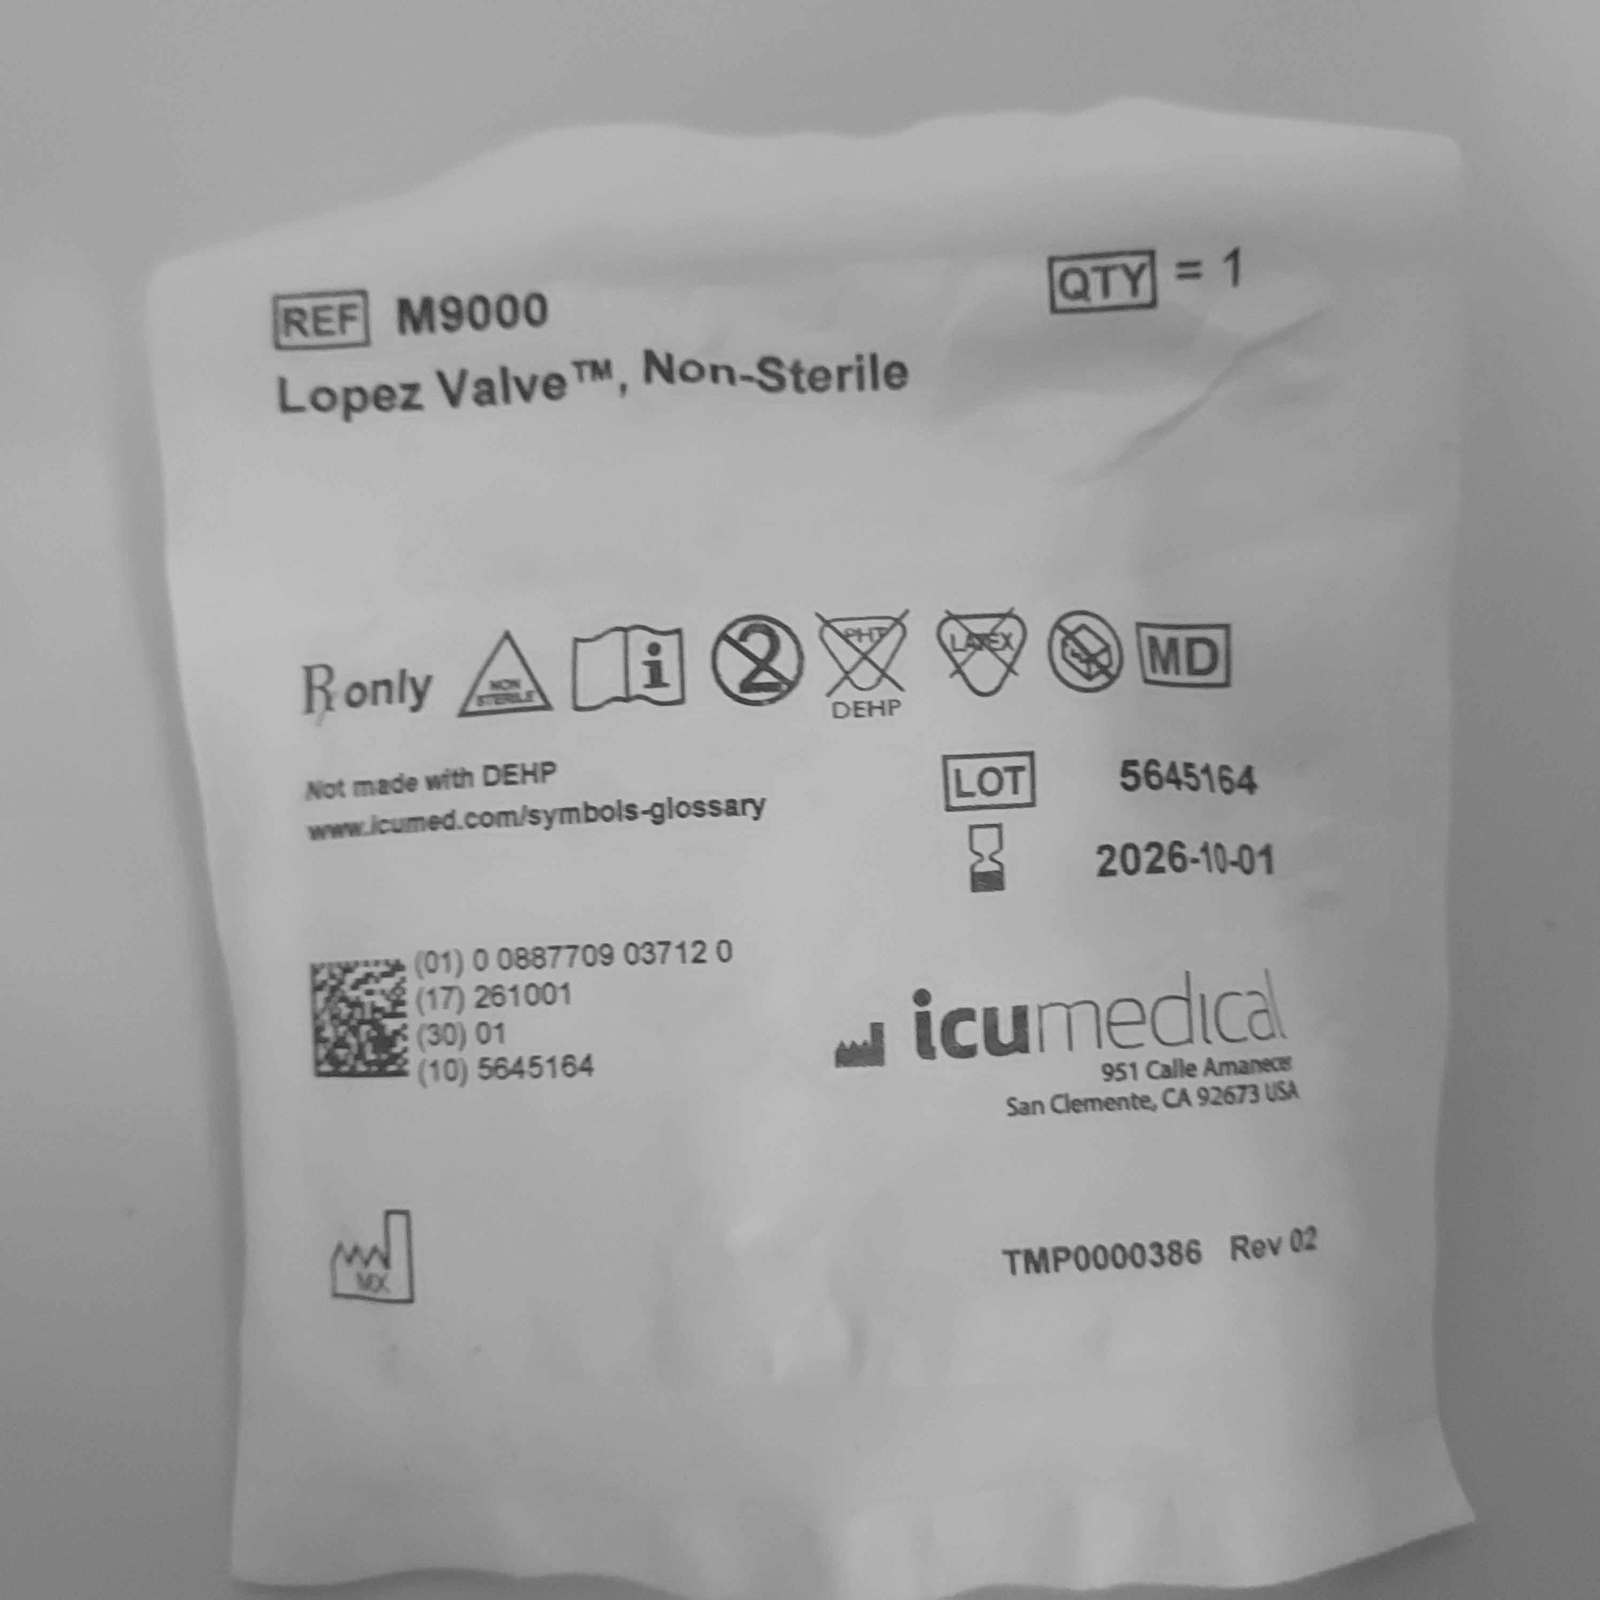 REF M9000
QTY = 1
Lopez Valve™, Non-Sterile
Rx only
NON STERILE
i
2
PHT
DEHP
LATEX
MD
Not made with DEHP
www.icumed.com/symbols-glossary
LOT 5645164
2026-10-01
(01) 0 0887709 03712 0
(17) 261001
(30) 01
(10) 5645164
icumedical
951 Calle Amanecer
San Clemente, CA 92673 USA
MX
TMP0000386 Rev 02